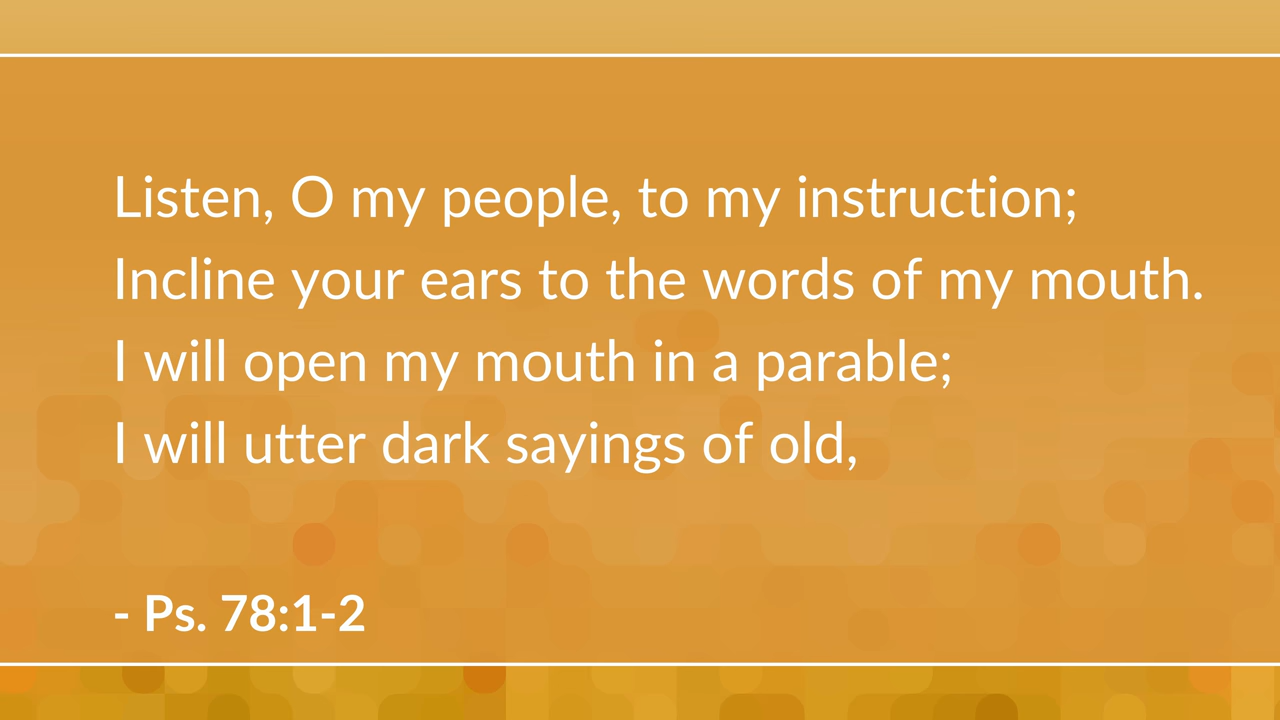 Listen, O my people, to my instruction;
Incline your ears to the words of my mouth.
I will open my mouth in a parable;
I will utter dark sayings of old,
- Ps. 78:1-2